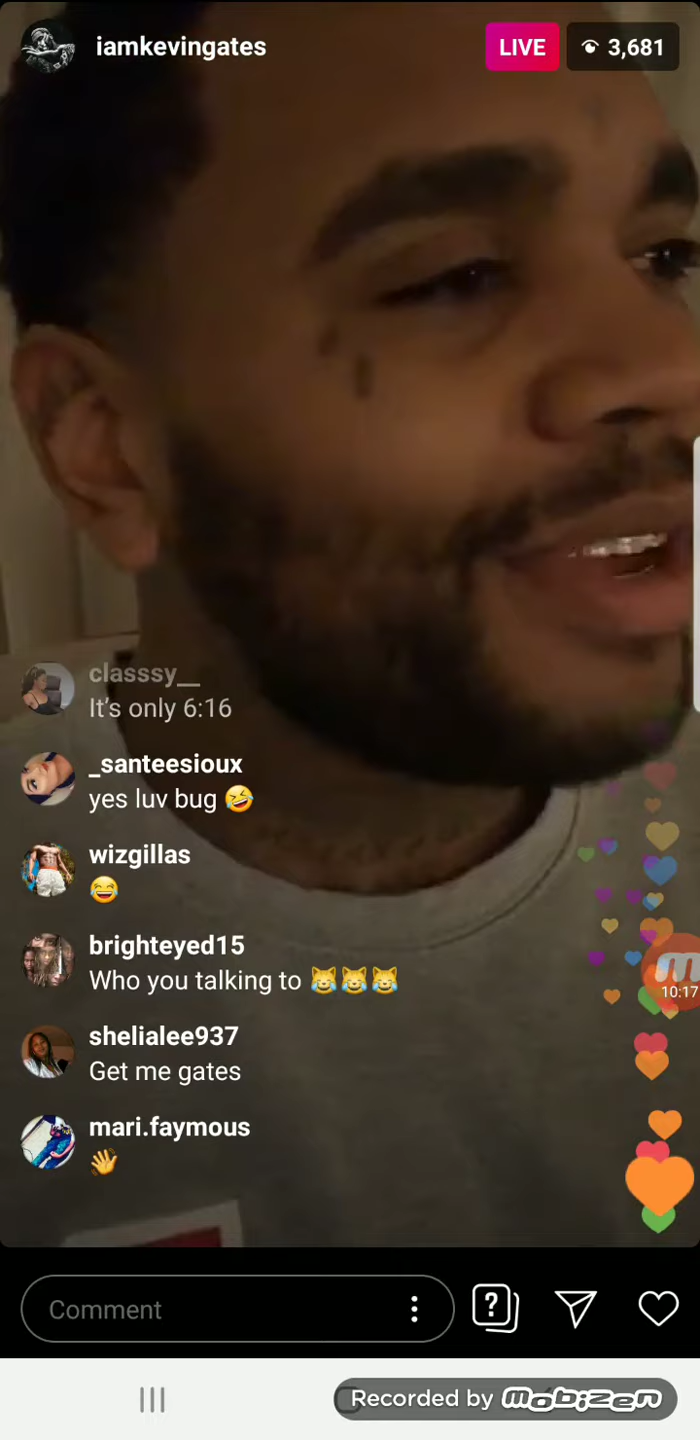 iamkevingates
LIVE
3,681
classsy__
It's only 6:16
_santeesioux
yes luv bug 🤣
wizgillas
😂
brighteyed15
Who you talking to 😹😹😹
shelialee937
Get me gates
mari.faymous
👋
10:17
Comment
Recorded by mobizen